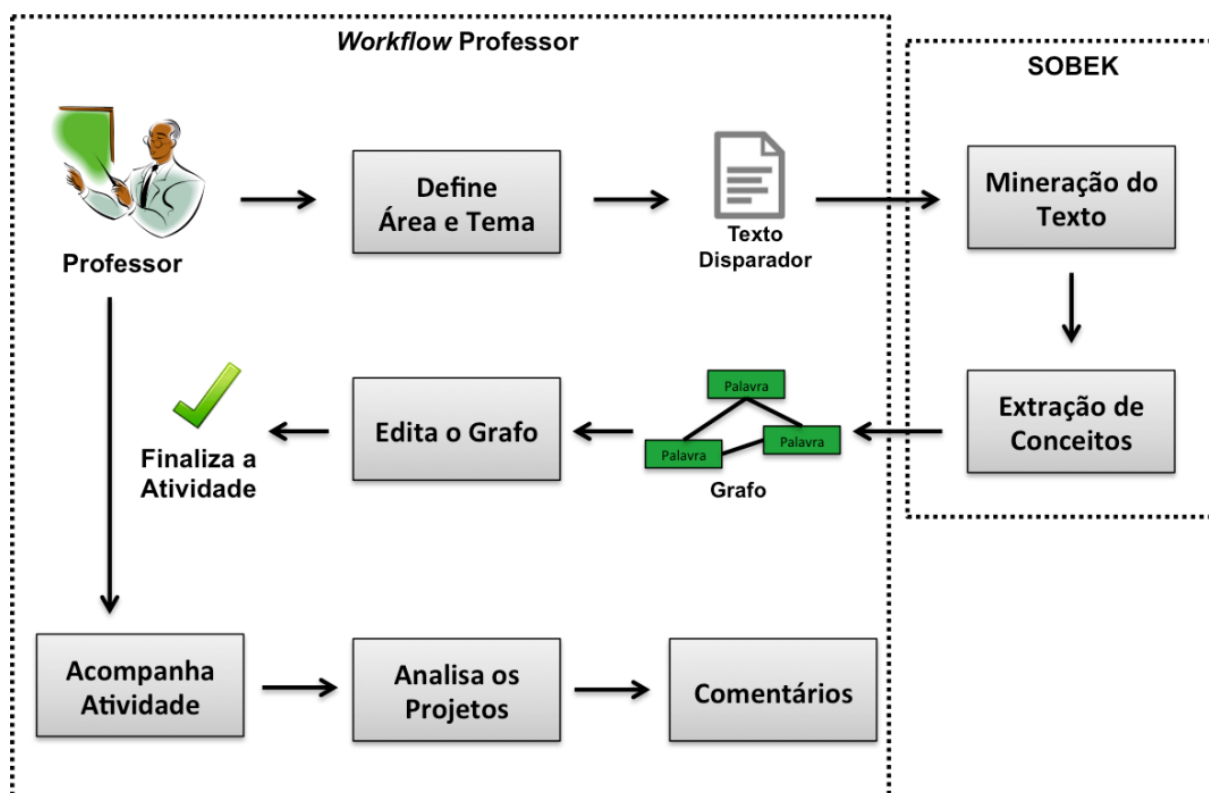 Workflow Professor
SOBEK
Professor
Define
Área e Tema
Texto
Disparador
Mineração do
Texto
Finaliza a
Atividade
Edita o Grafo
Palavra
Palavra
Palavra
Grafo
Extração de
Conceitos
Acompanha
Atividade
Analisa os
Projetos
Comentários